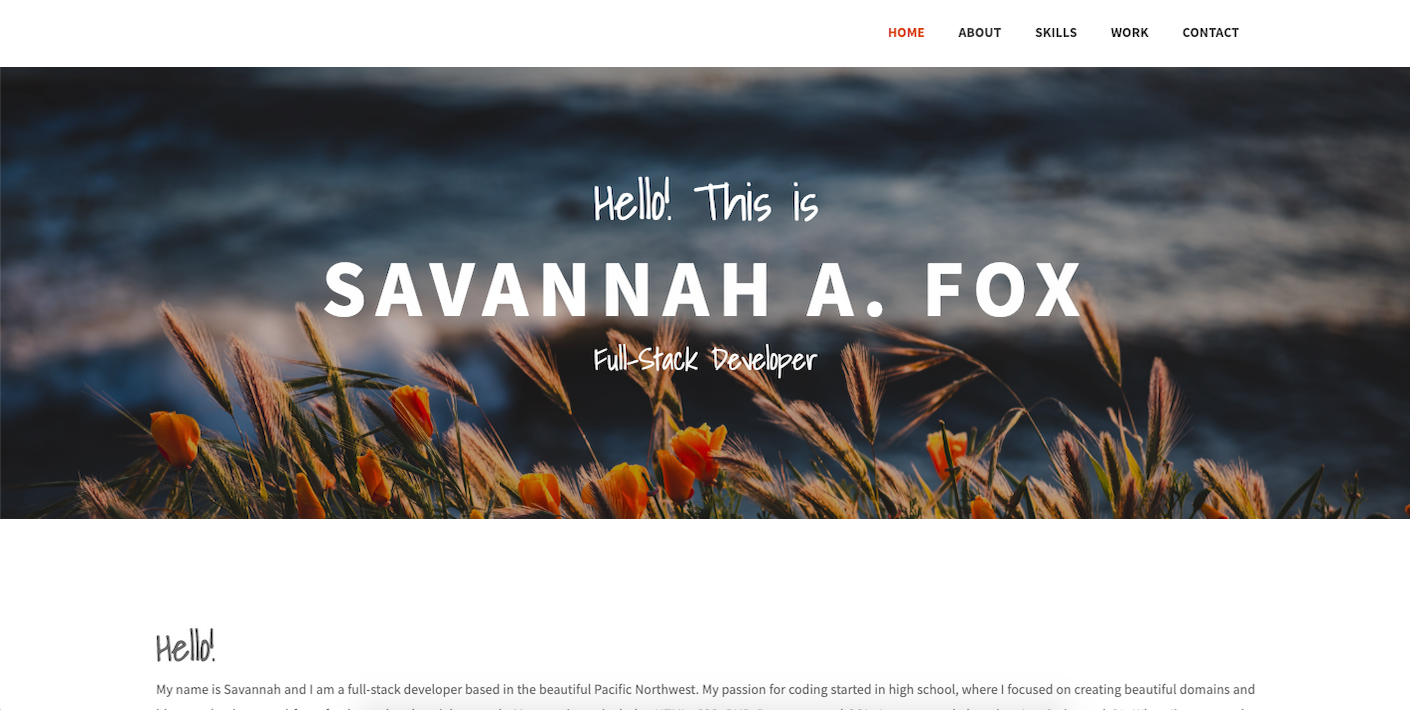 HOME ABOUT SKILLS WORK CONTACT
Hello! This is
SAVANNAH A. FOX
Full-Stack Developer
Hello!
My name is Savannah and I am a full-stack developer based in the beautiful Pacific Northwest. My passion for coding started in high school, where I focused on creating beautiful domains and